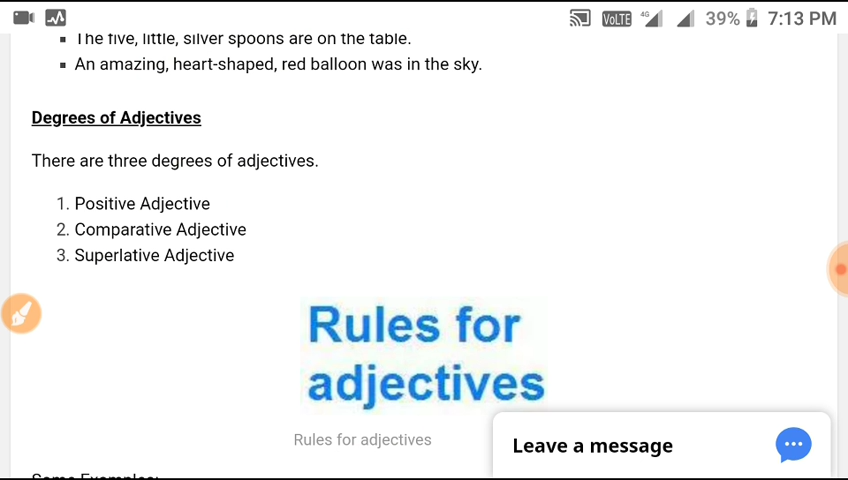 VoLTE 4G 39% 7:13 PM
▪ The five, little, silver spoons are on the table.
▪ An amazing, heart-shaped, red balloon was in the sky.
Degrees of Adjectives
There are three degrees of adjectives.
1. Positive Adjective
2. Comparative Adjective
3. Superlative Adjective
Rules for
adjectives
Rules for adjectives
Leave a message
Some Examples: